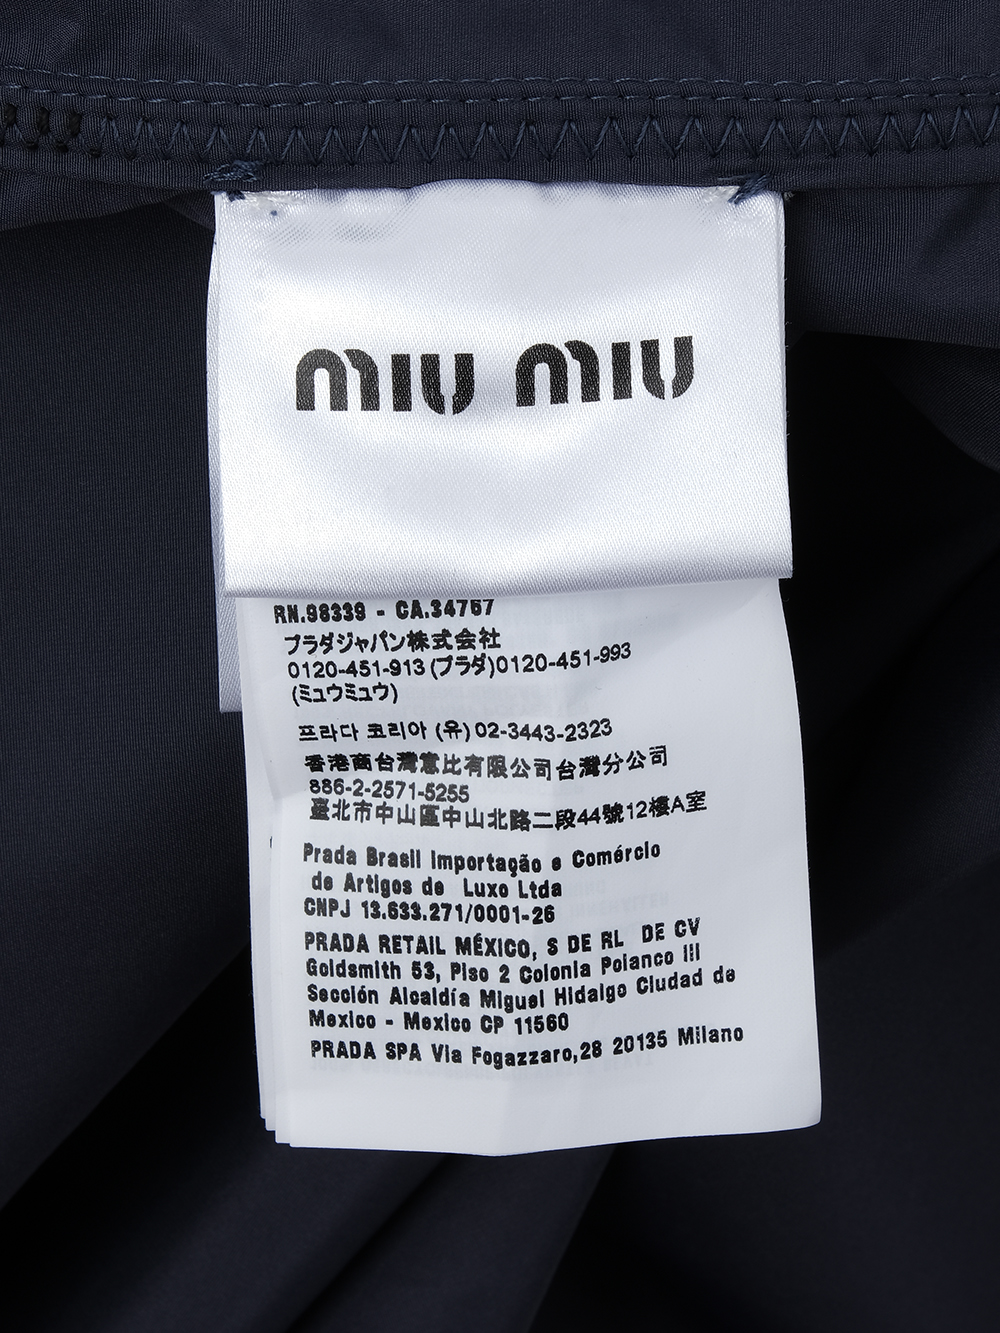 miu miu
RN.98339 - CA.34767
プラダジャパン株式会社
0120-451-913 (プラダ)0120-451-993
(ミュウミュウ)
프라다 코리아 (유) 02-3443-2323
香港商台灣意比有限公司台灣分公司
886-2-2571-5255
臺北市中山區中山北路二段44號12樓A室
Prada Brasil Importação e Comércio
de Artigos de Luxo Ltda
CNPJ 13.633.271/0001-26
PRADA RETAIL MÉXICO, S DE RL DE CV
Goldsmith 53, Piso 2 Colonia Polanco III
Sección Alcaldía Miguel Hidalgo Ciudad de
Mexico - Mexico CP 11560
PRADA SPA Via Fogazzaro,28 20135 Milano